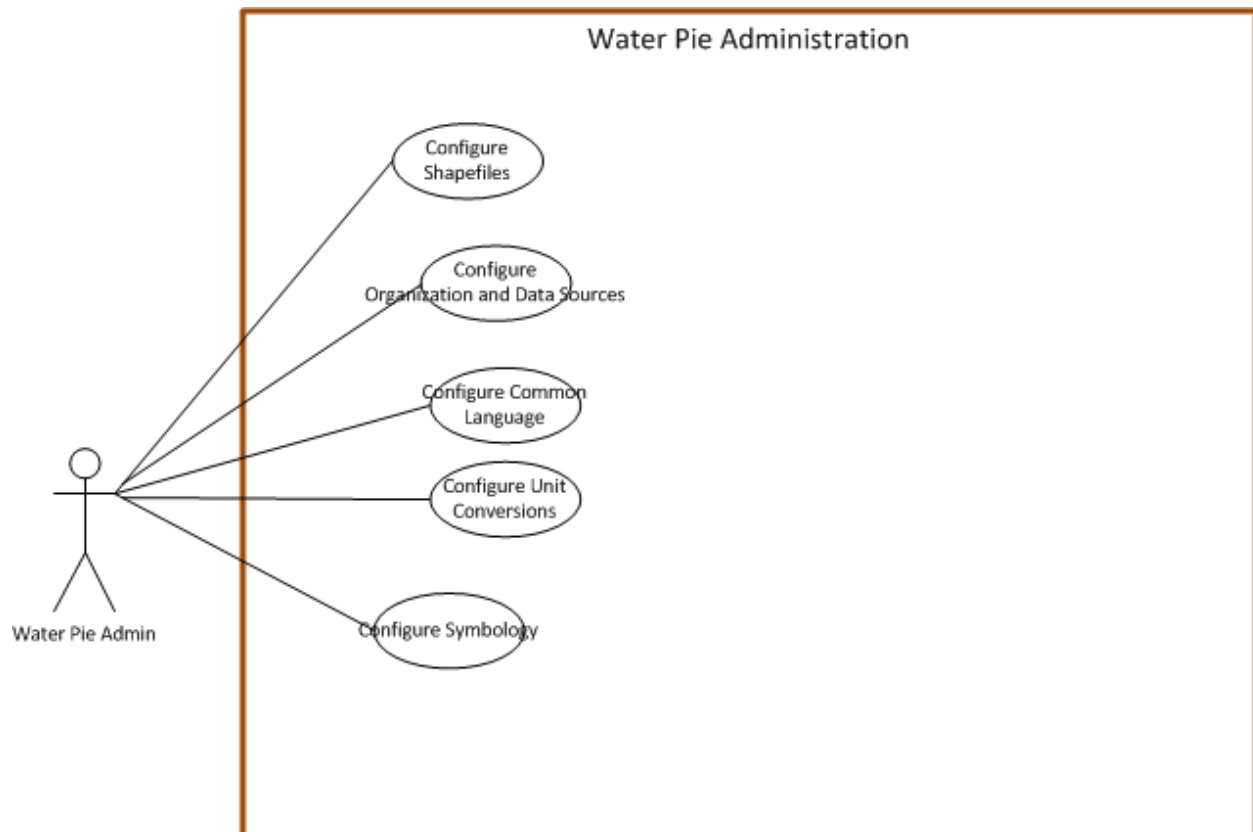 Water Pie Administration
Configure
Shapefiles
Configure
Organization and Data Sources
Configure Common
Language
Configure Unit
Conversions
Configure Symbology
Water Pie Admin